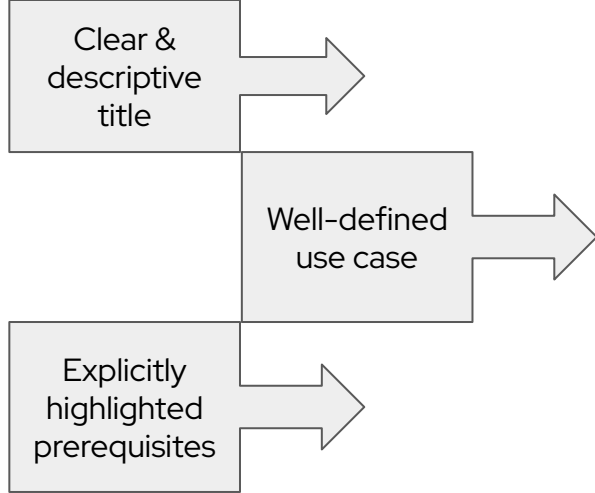 Clear &
descriptive
title
Well-defined
use case
Explicitly
highlighted
prerequisites